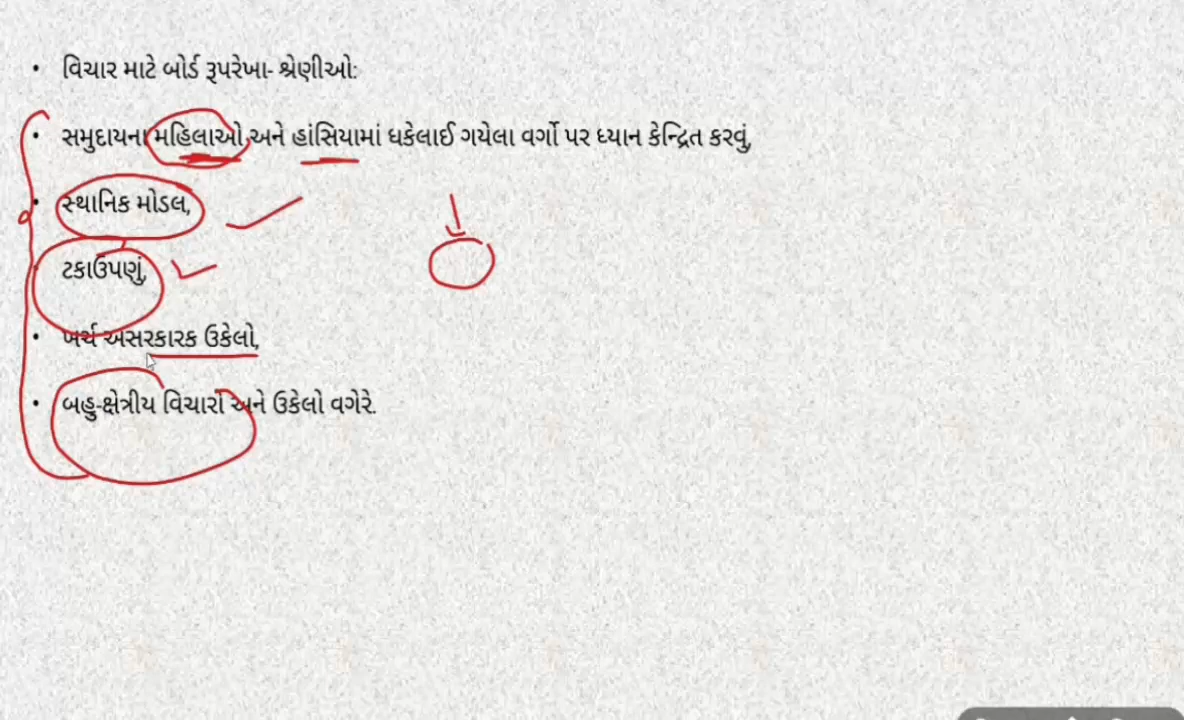 • વિચાર માટે બોર્ડ રૂપરેખા- શ્રેણીઓ:
• સમુદાયના મહિલાઓ અને હાંસિયામાં ધકેલાઈ ગયેલા વર્ગો પર ધ્યાન કેન્દ્રિત કરવું,
• સ્થાનિક મોડલ,
• ટકાઉપણું,
• ખર્ચ અસરકારક ઉકેલો,
• બહુ-ક્ષેત્રીય વિચારો અને ઉકેલો વગેરે.